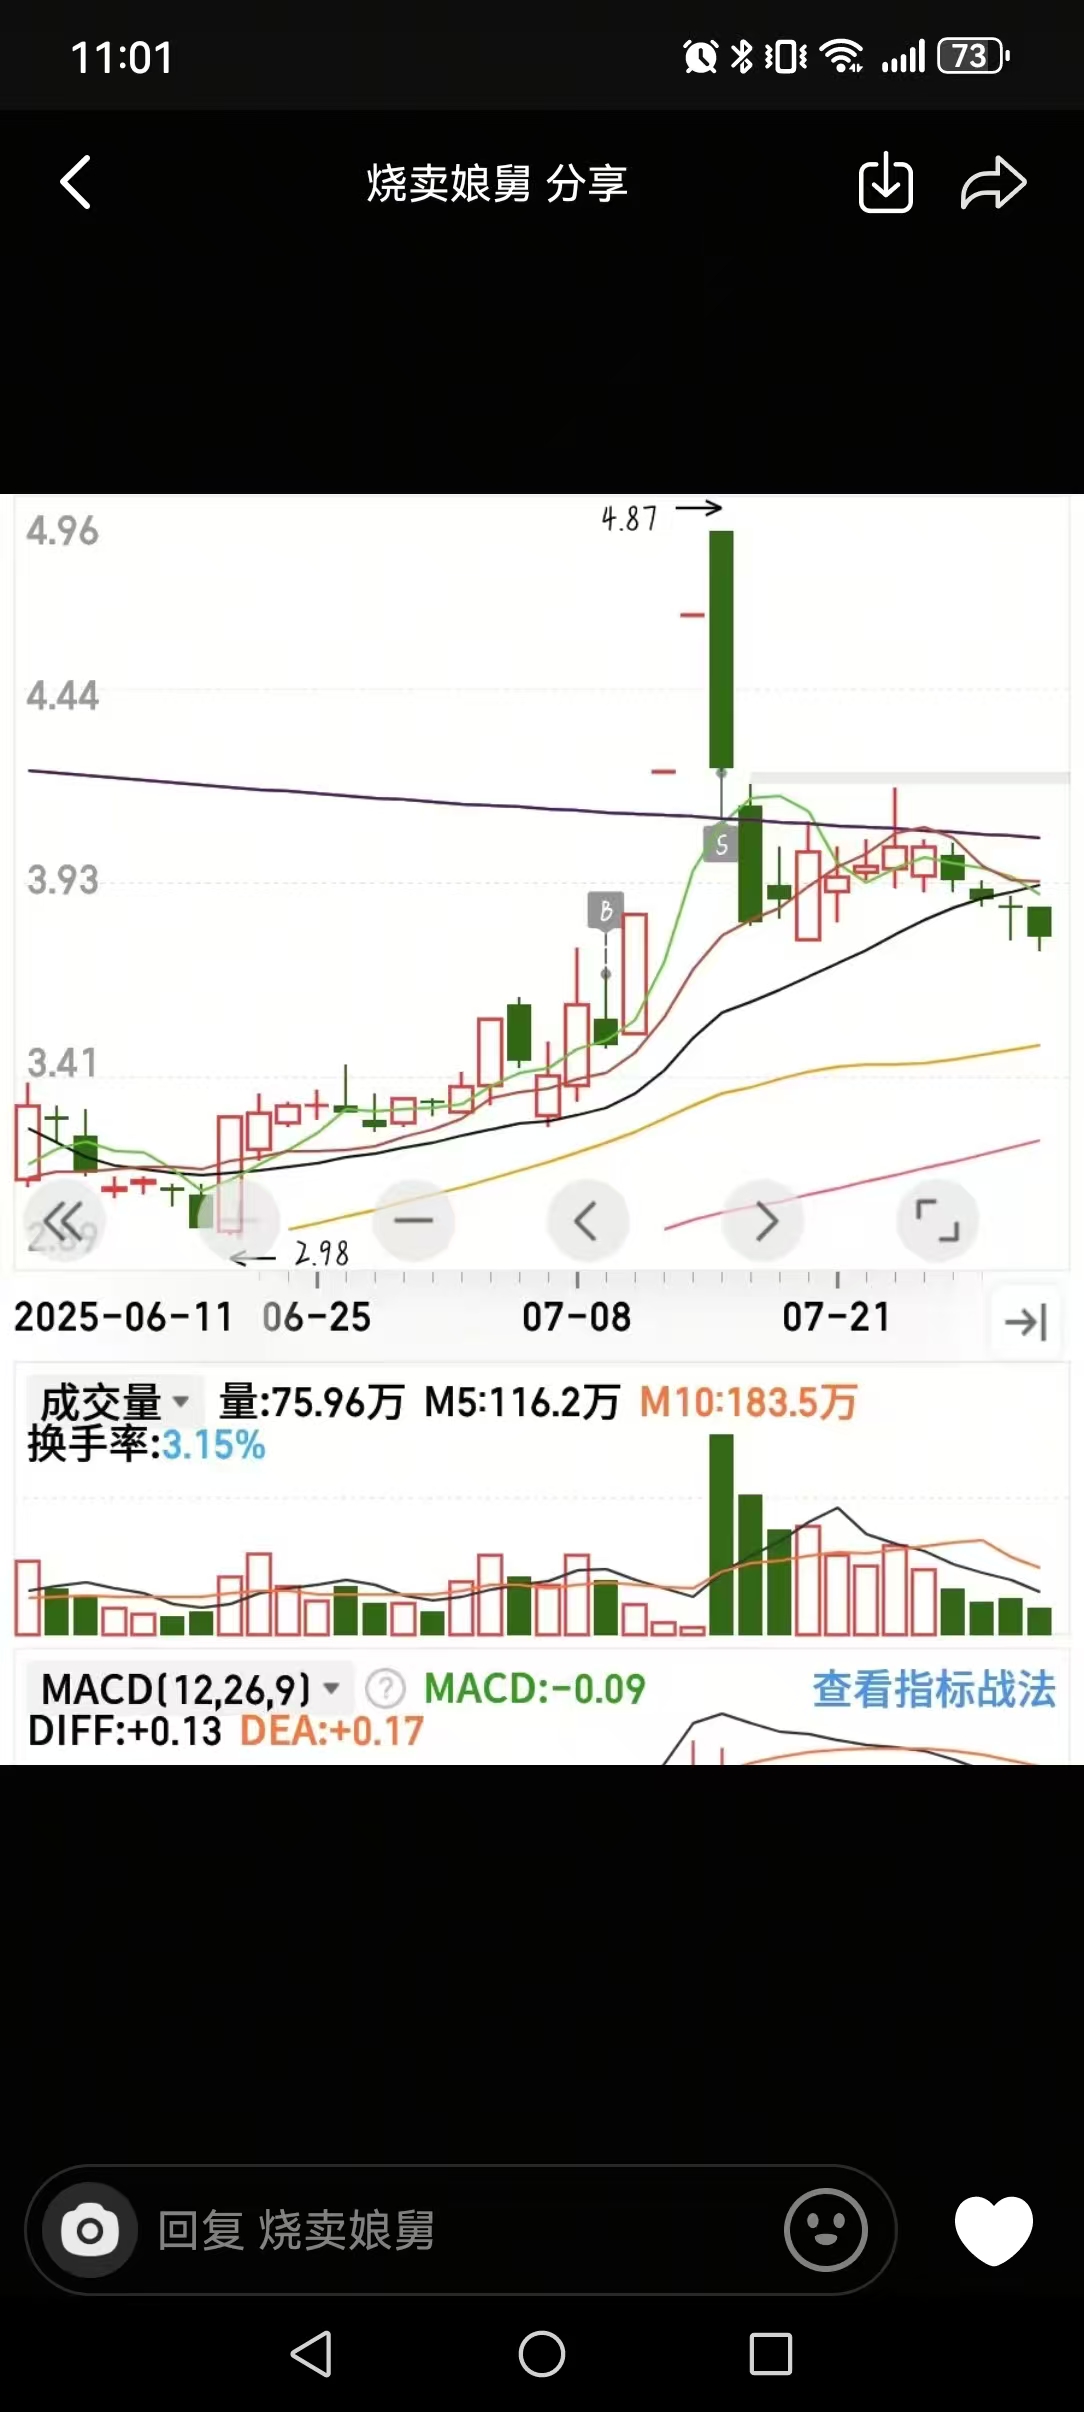 11:01
73
烧卖娘舅 分享
4.87
4.96
4.44
S
3.93
B
3.41
2.98
2025-06-11 06-25 07-08 07-21
成交量 量:75.96万 M5:116.2万 M10:183.5万
换手率:3.15%
MACD(12,26,9) ? MACD:-0.09 查看指标战法
DIFF:+0.13 DEA:+0.17
回复 烧卖娘舅